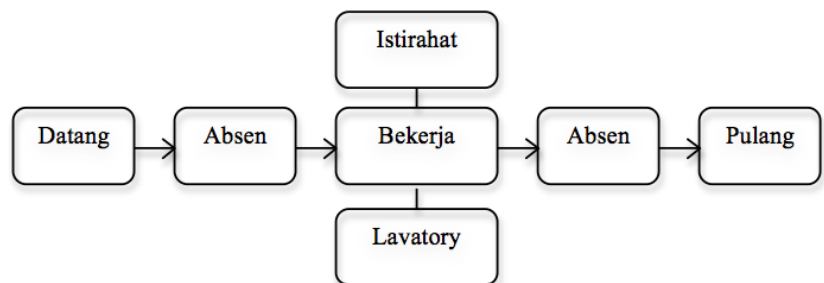 Istirahat
Datang
Absen
Bekerja
Absen
Pulang
Lavatory